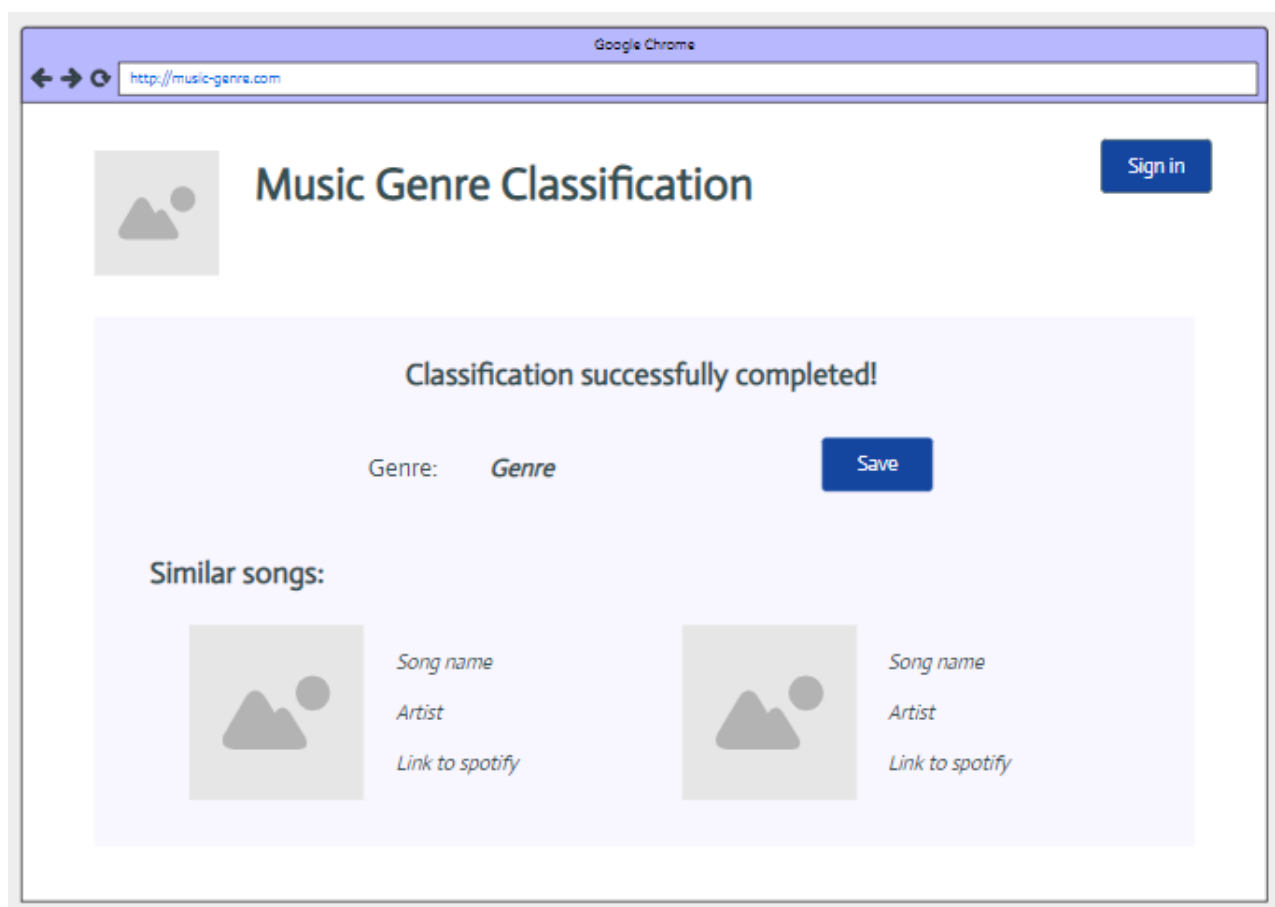 Google Chrome
http://music-genre.com
Music Genre Classification
Sign in
Classification successfully completed!
Genre: Genre
Save
Similar songs:
Song name
Artist
Link to spotify
Song name
Artist
Link to spotify